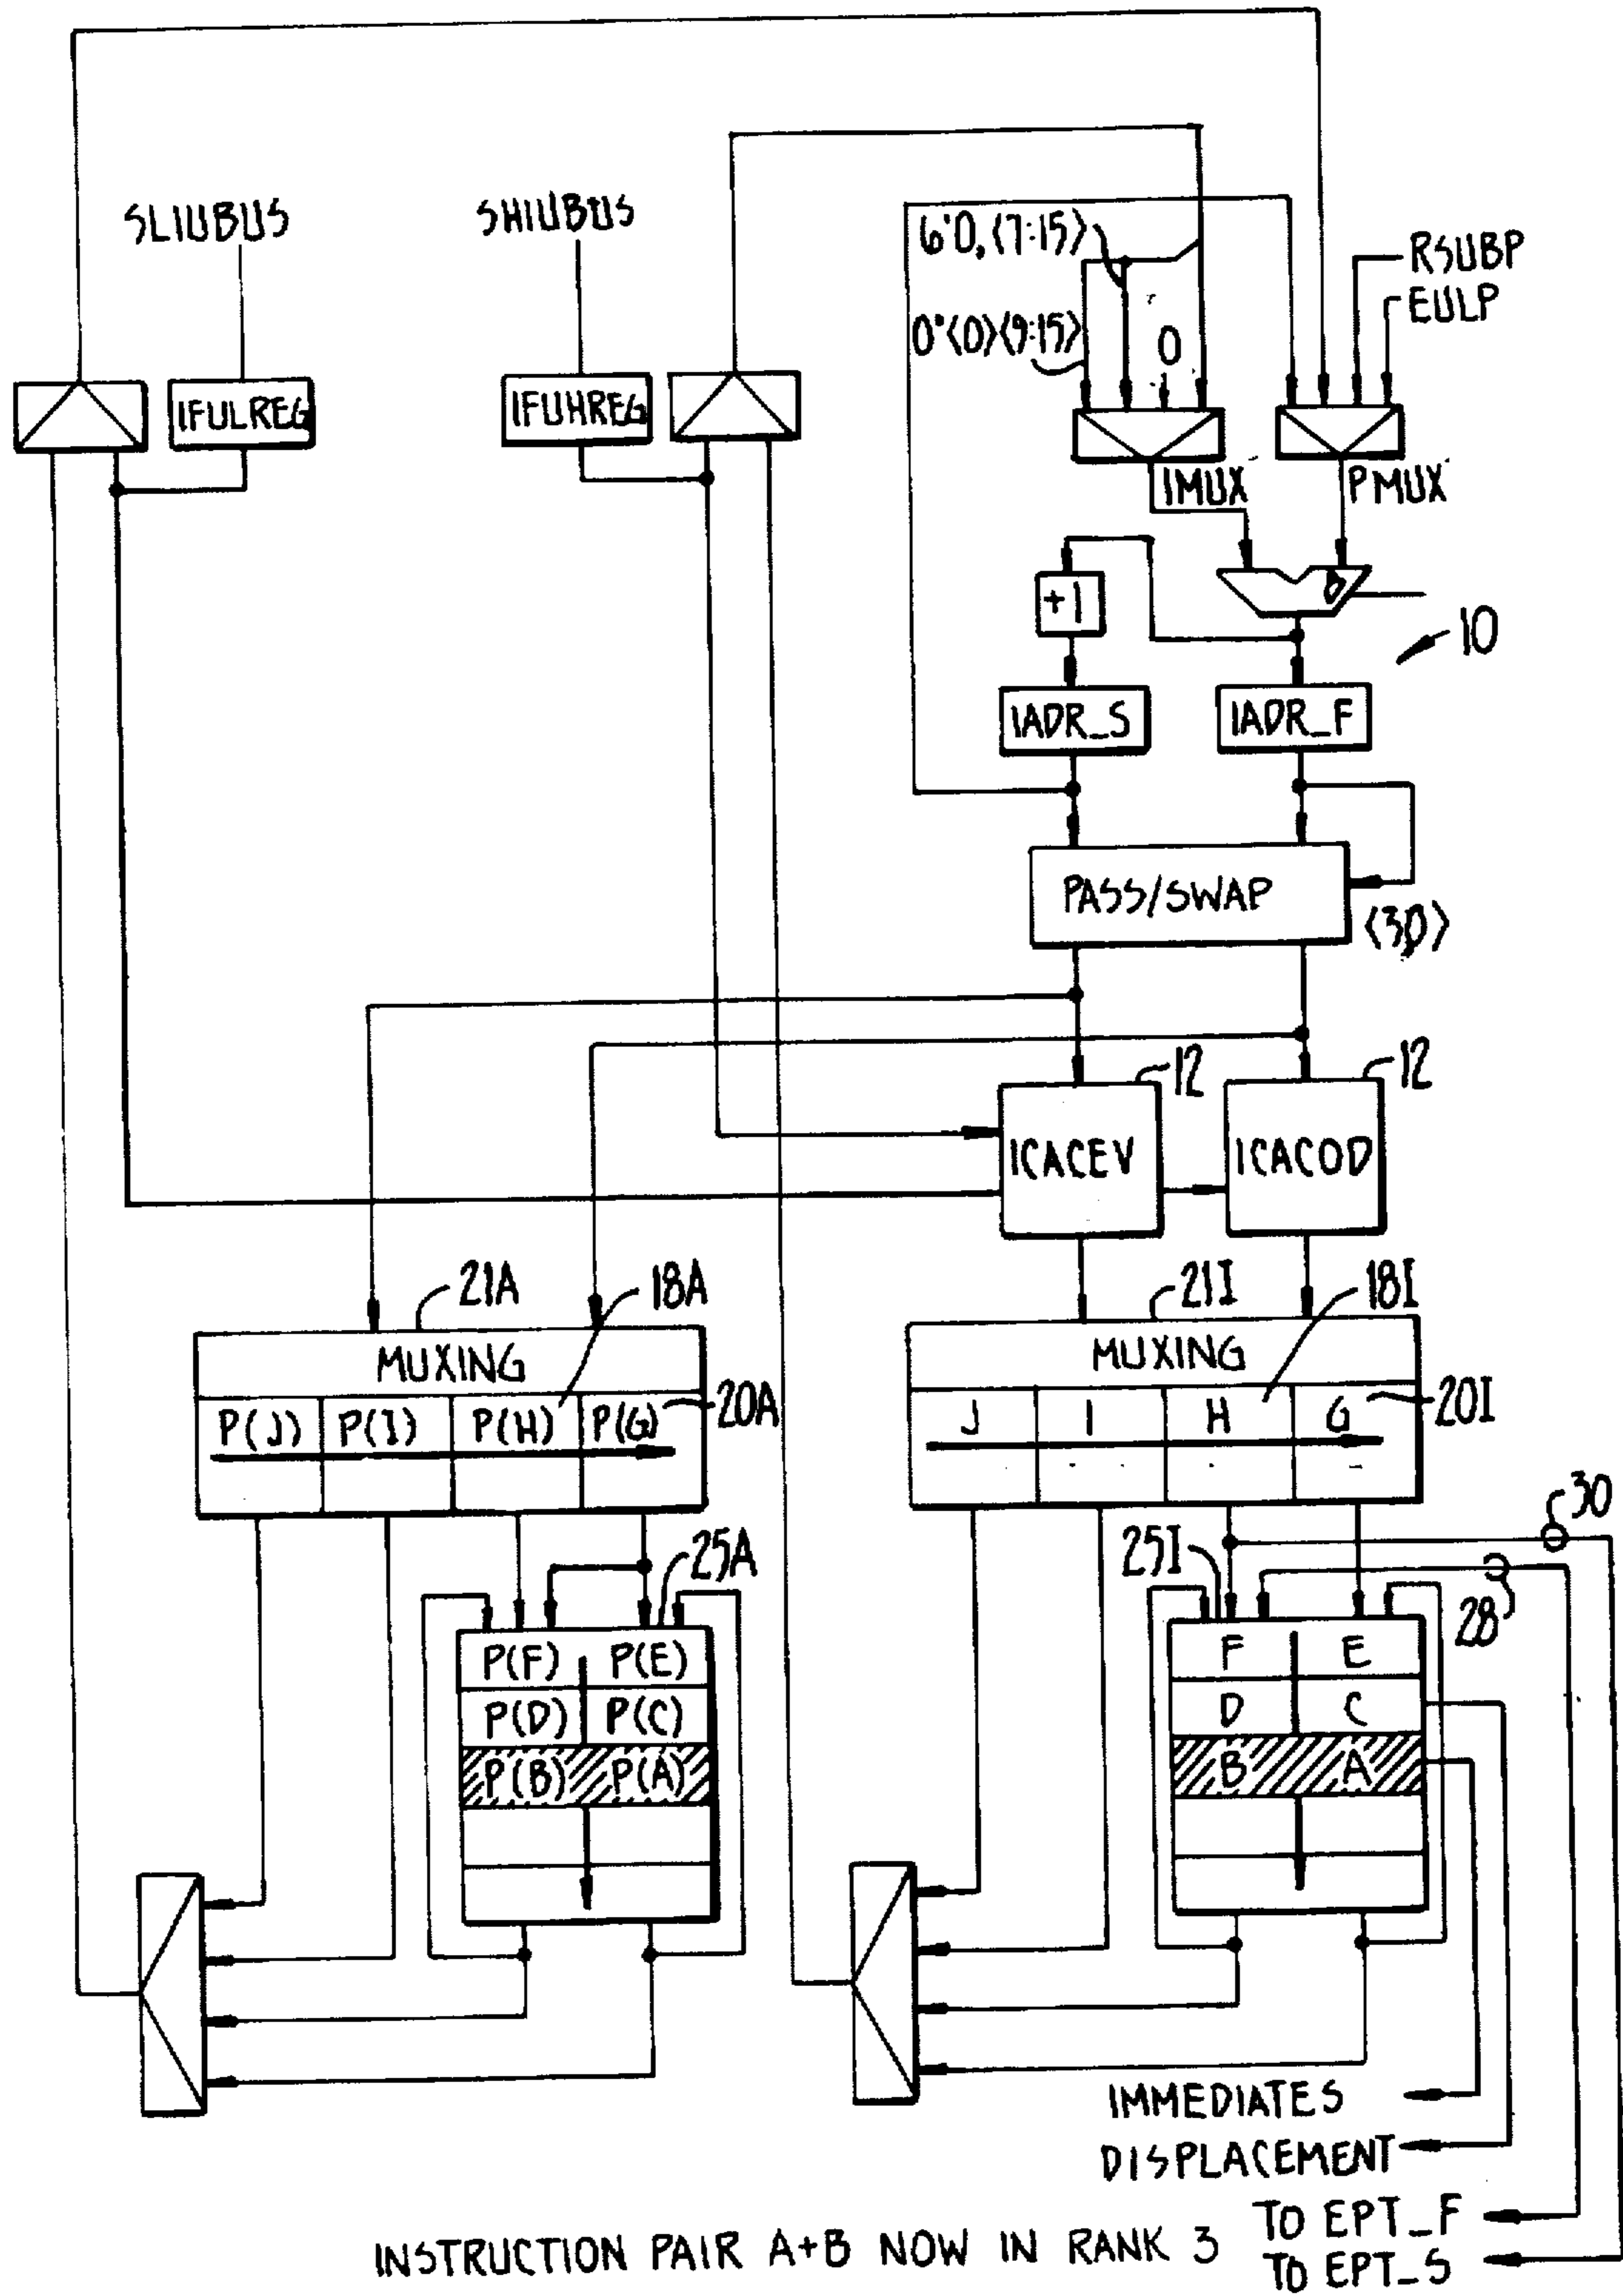 SLIUBUS
SHIUBUS
6'0,<7:15>
RSUBP
EULP
0'<0><9:15>
0
IFULREG
IFUHREG
IMUX
PMUX
+1
10
IADR_S
IADR_F
PASS/SWAP
<30>
12
12
ICACEV
ICACOD
21A
18A
21I
18I
MUXING
MUXING
P(J) P(I) P(H) P(G)
20A
J I H G
20I
30
25A
25I
28
P(F) P(E)
F E
P(D) P(C)
D C
P(B) P(A)
B A
IMMEDIATES
DISPLACEMENT
TO EPT_F
INSTRUCTION PAIR A+B NOW IN RANK 3
TO EPT_S